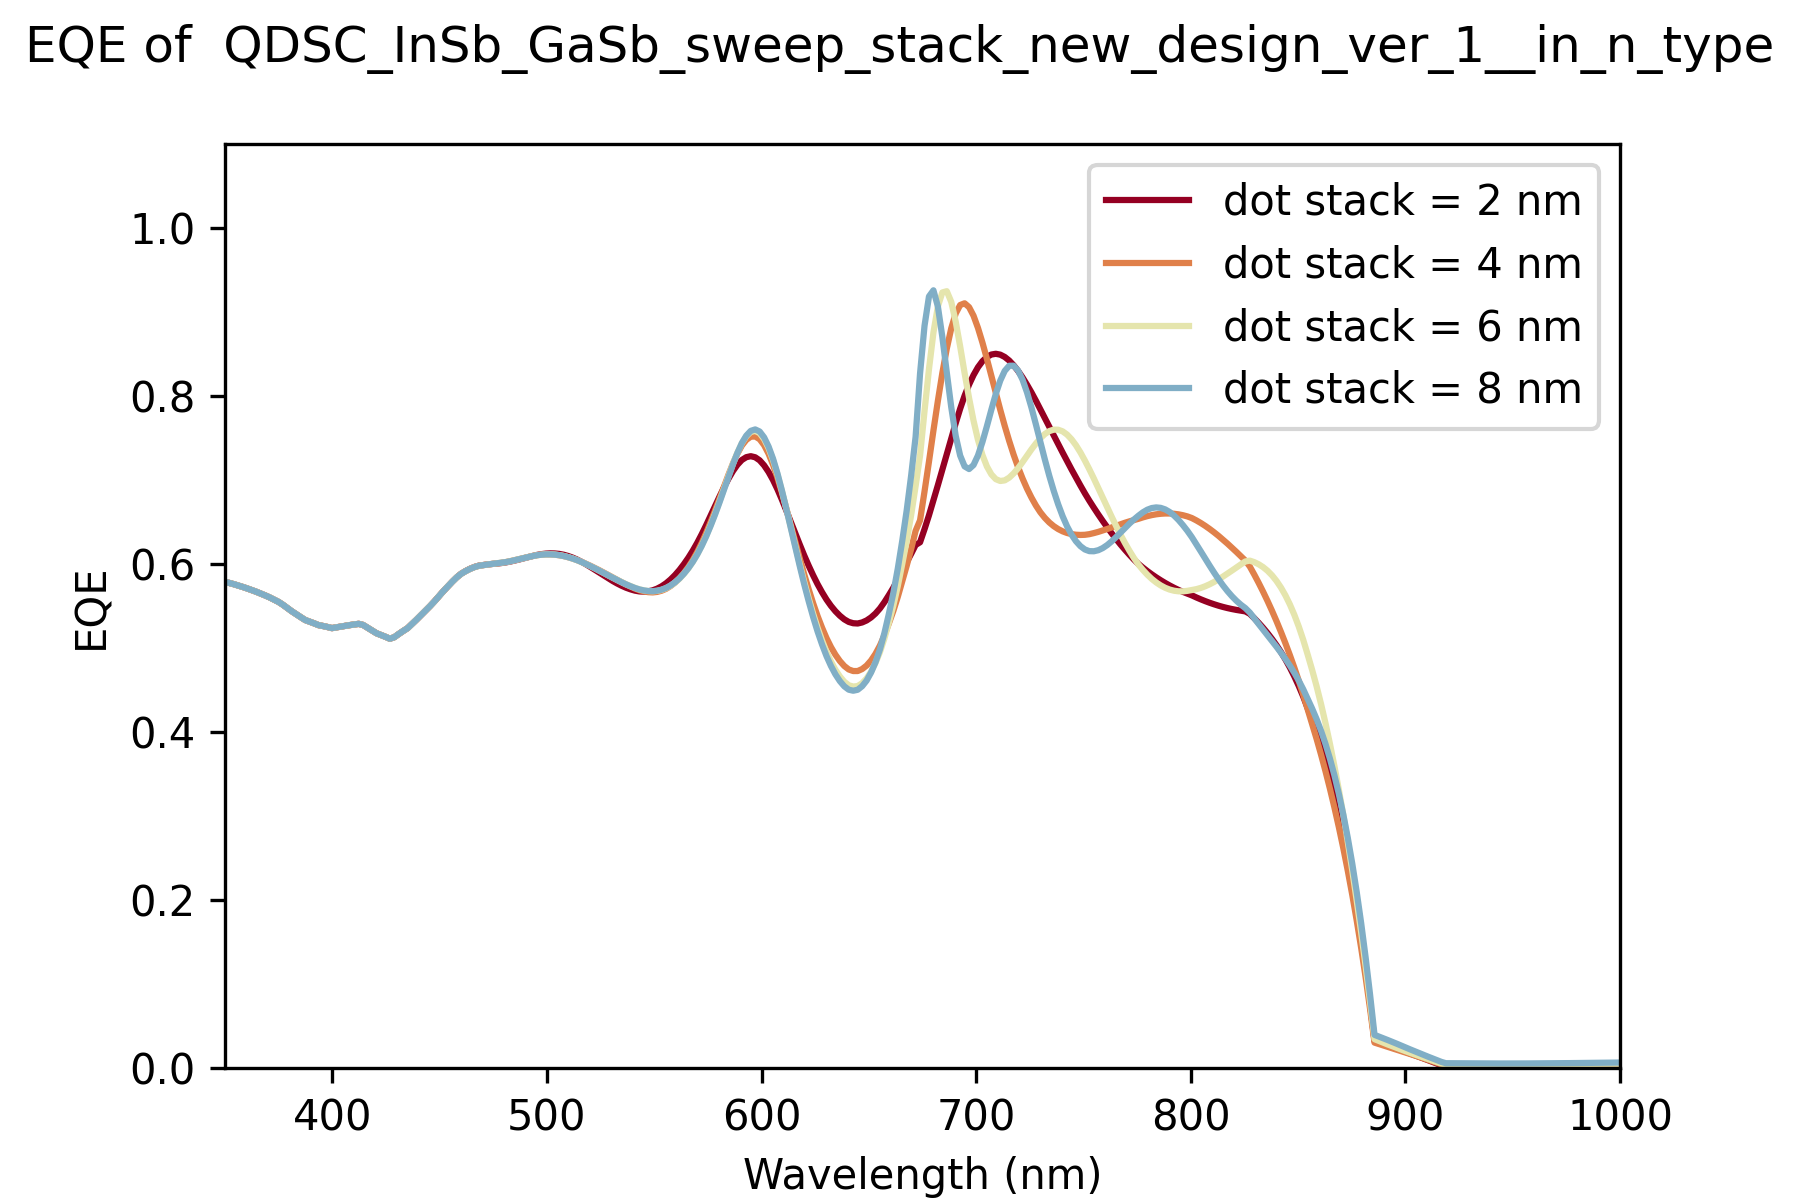 EQE of  QDSC_InSb_GaSb_sweep_stack_new_design_ver_1__in_n_type
dot stack = 2 nm
dot stack = 4 nm
dot stack = 6 nm
dot stack = 8 nm
1.0
0.8
0.6
0.4
0.2
0.0
EQE
400 500 600 700 800 900 1000
Wavelength (nm)